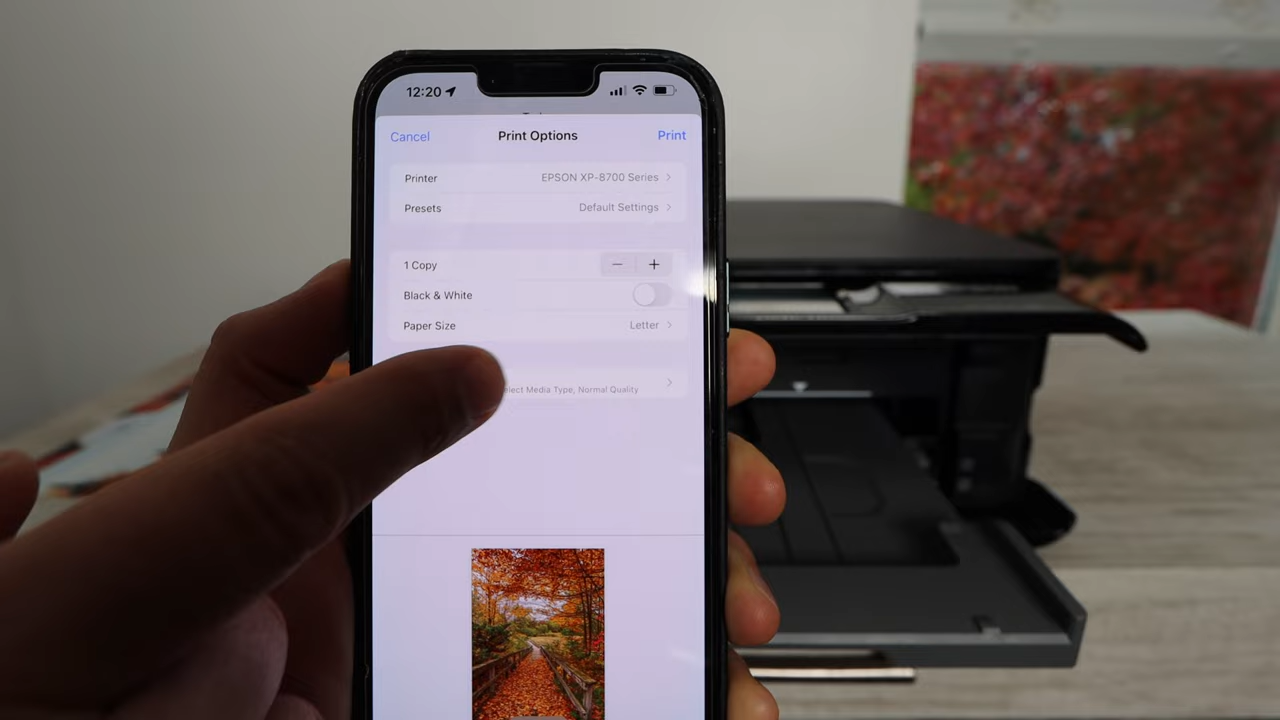 12:20
Cancel Print Options Print
Printer EPSON XP-8700 Series
Presets Default Settings
1 Copy − +
Black & White
Paper Size Letter
Media Type, Normal Quality